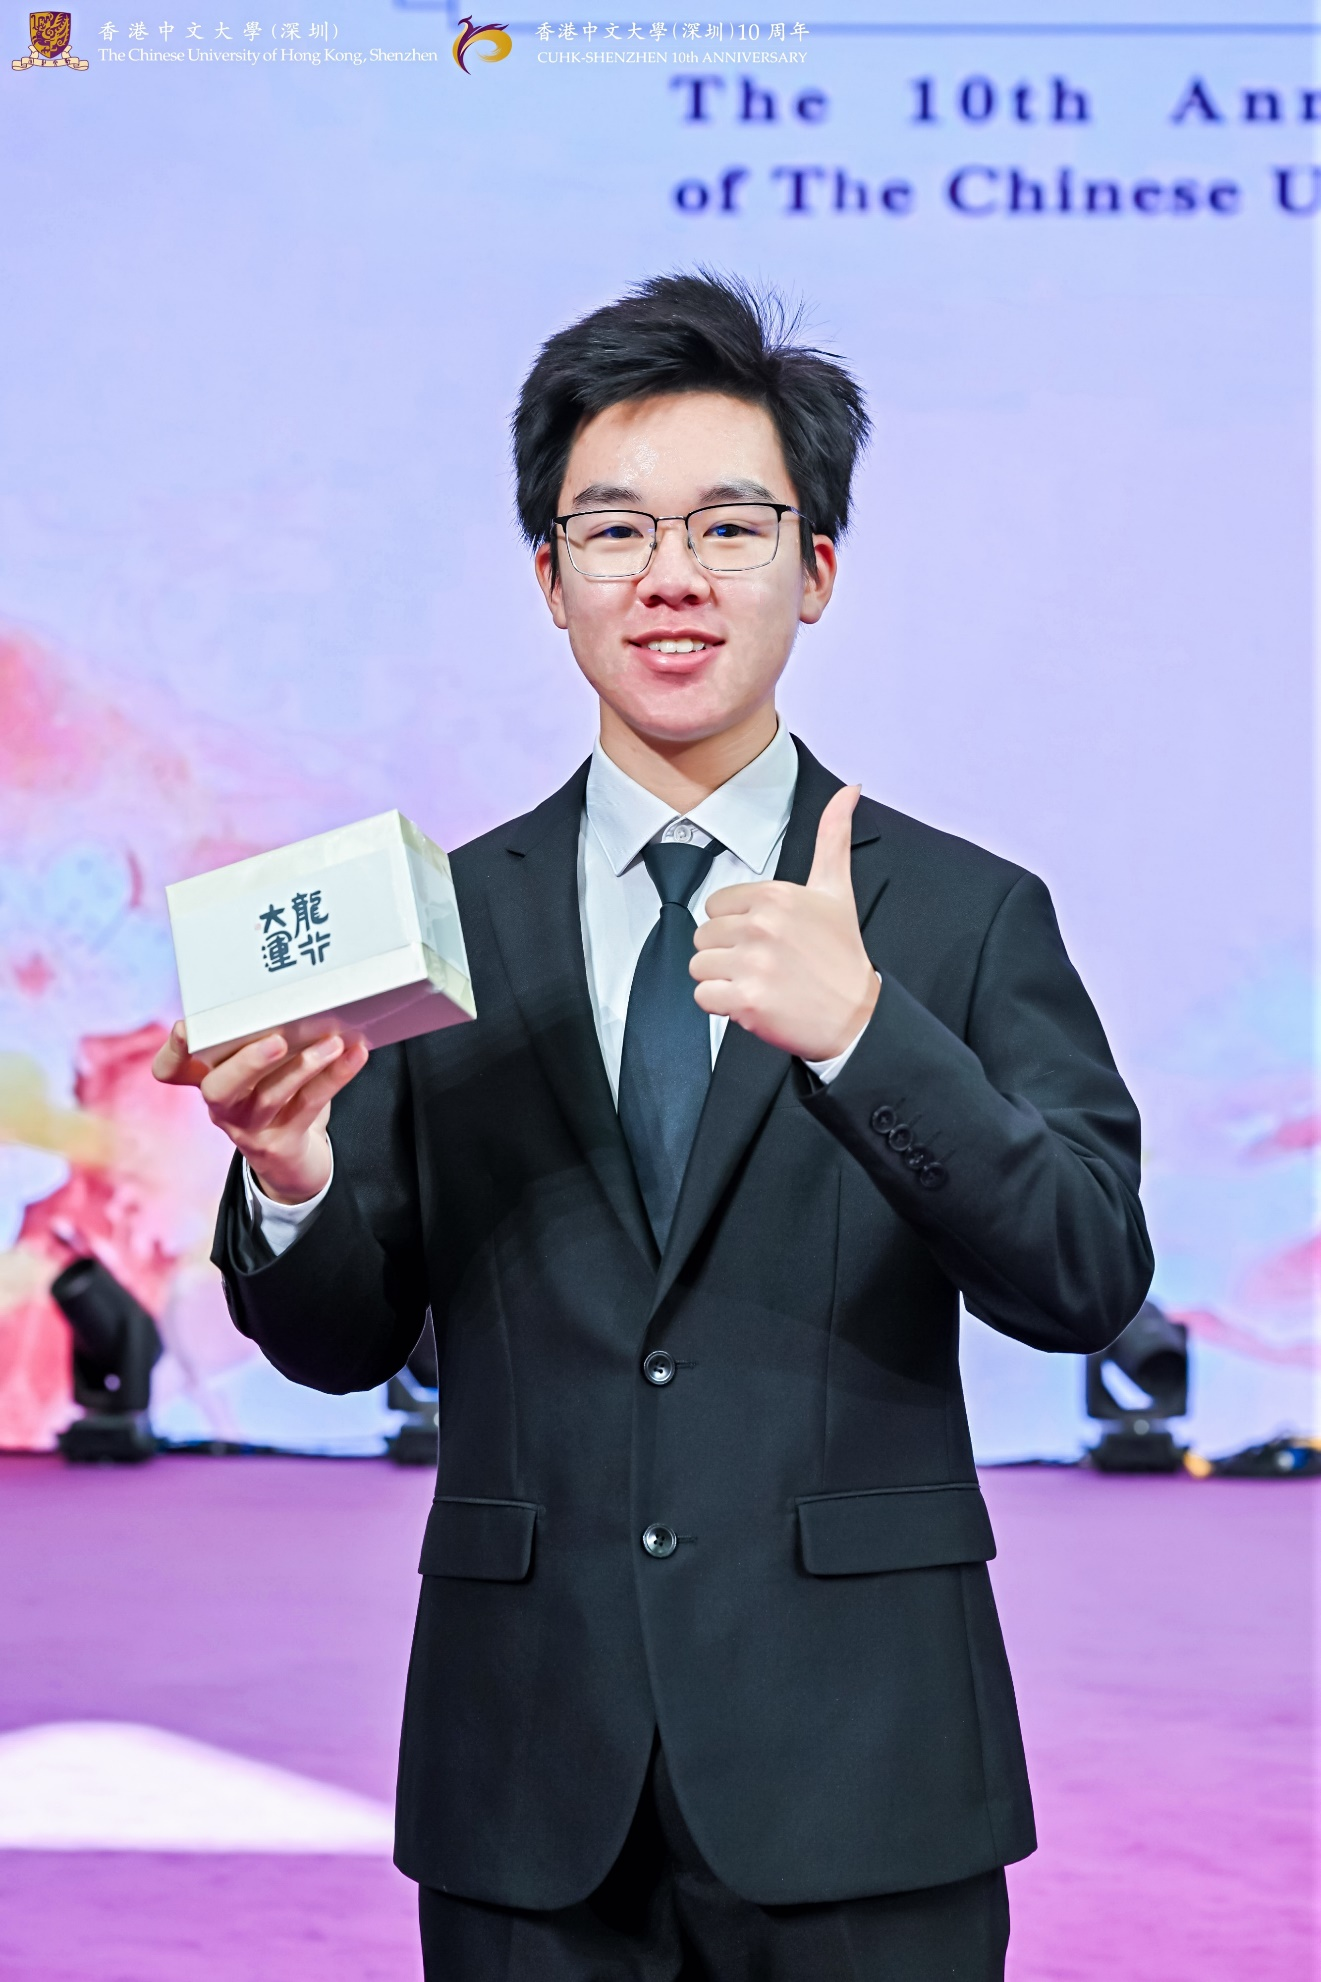 香港中文大學(深圳)
The Chinese University of Hong Kong, Shenzhen
香港中文大學(深圳)10 周年
CUHK-SHENZHEN 10th ANNIVERSARY
The 10th Ann
of The Chinese U
龍行
大運